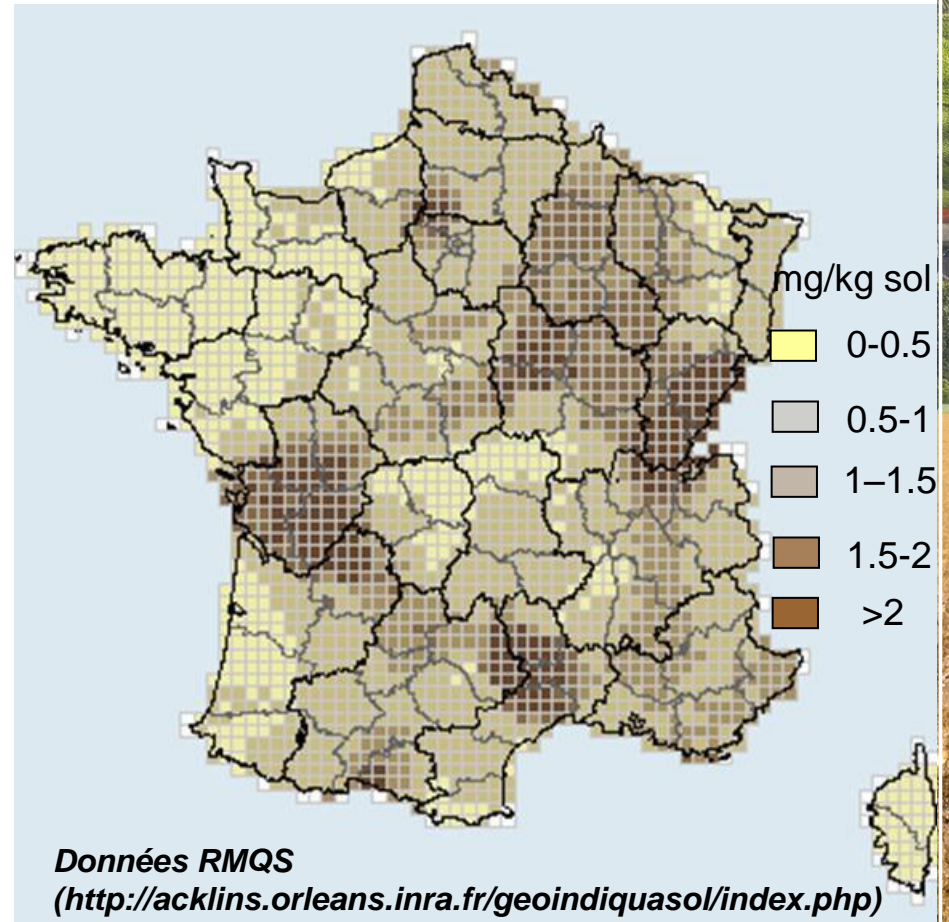 mg/kg sol
0-0.5
0.5-1
1–1.5
1.5-2
>2
Données RMQS
(http://acklins.orleans.inra.fr/geoindiquasol/index.php)